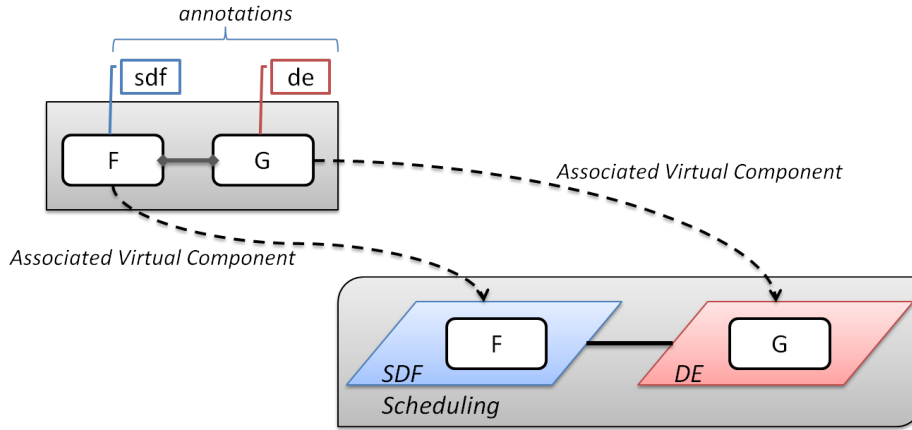 annotations
sdf
de
F
G
Associated Virtual Component
Associated Virtual Component
F
G
SDF
DE
Scheduling